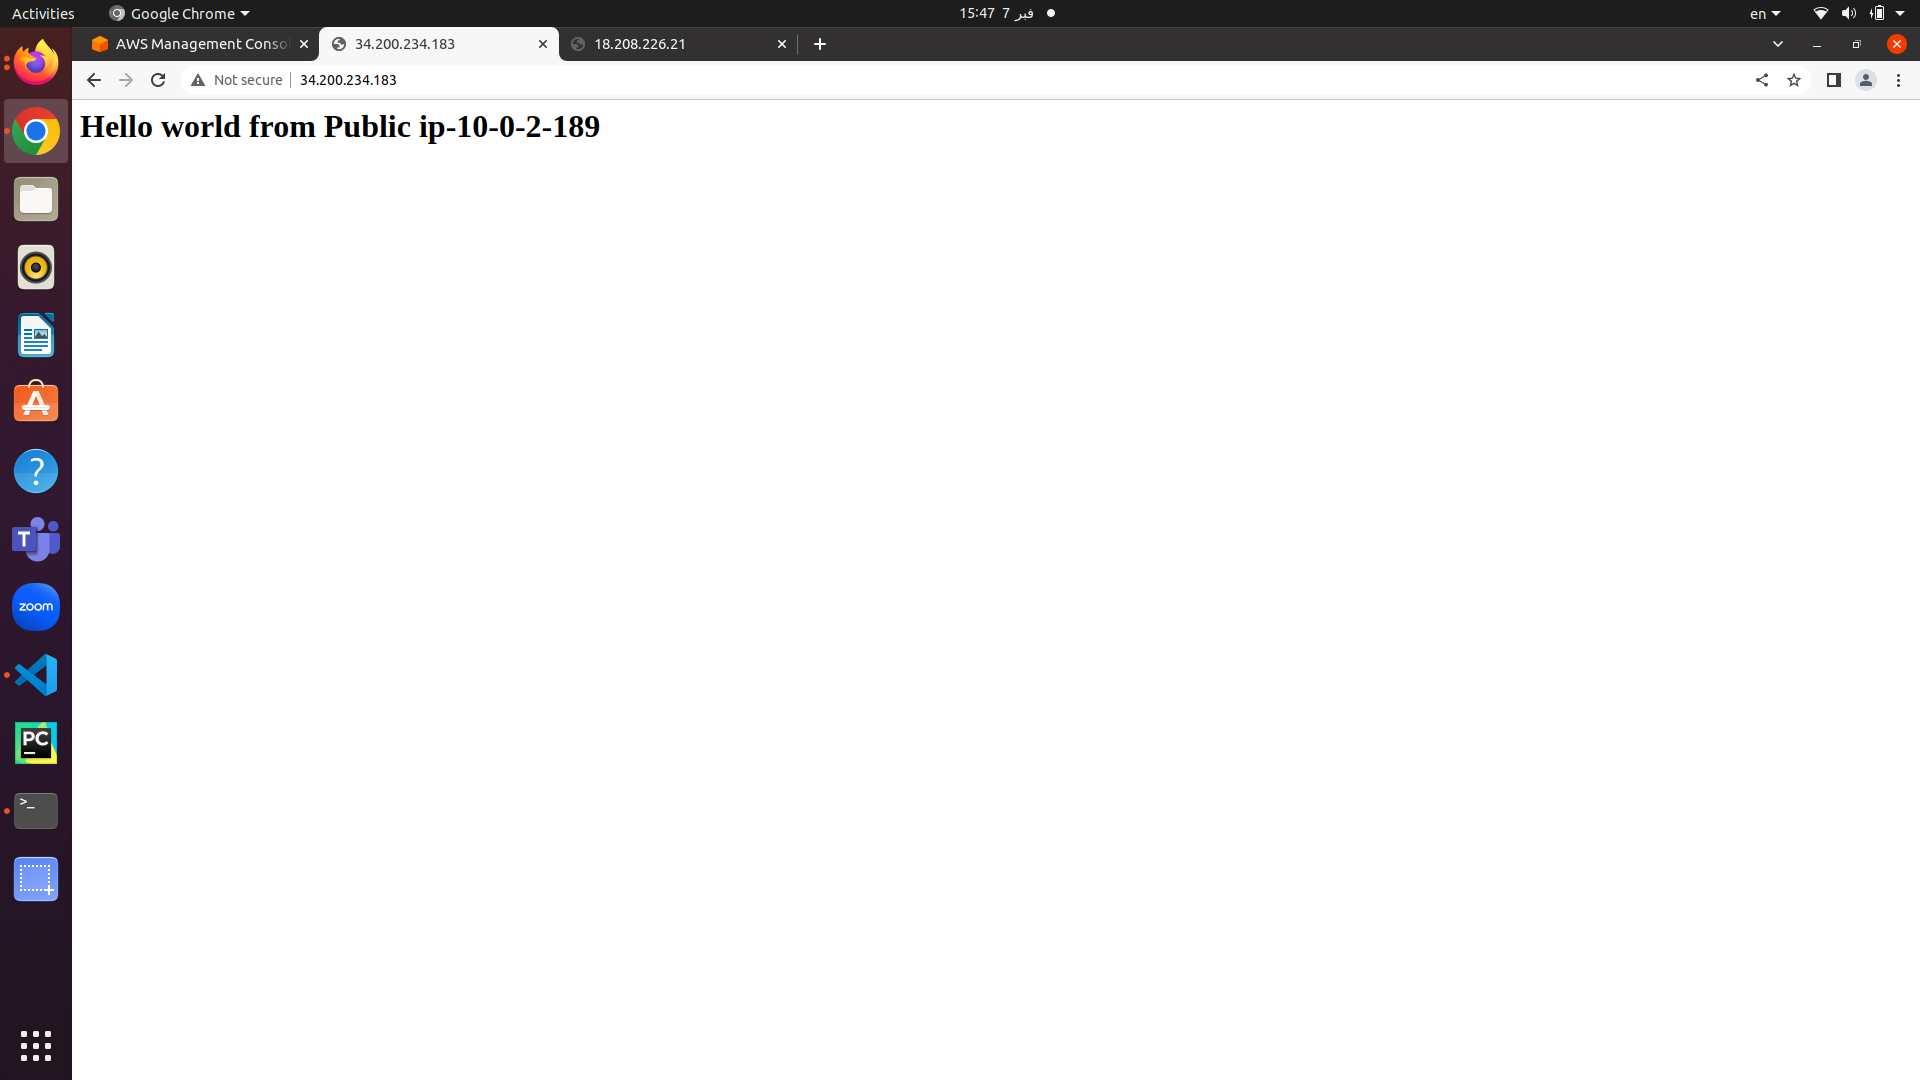 Activities
Google Chrome
15:47 7 فبر
en
AWS Management Consol
34.200.234.183
18.208.226.21
Not secure
34.200.234.183
Hello world from Public ip-10-0-2-189
A
?
T
zoom
PC
>_